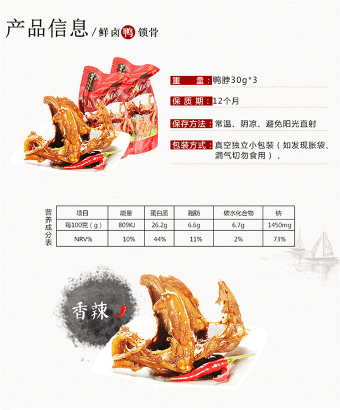 产品信息/鲜卤鸭锁骨
重量：鸭脖30g*3
保质期：12个月
保存方法：常温、阴凉、避免阳光直射
包装方式：真空独立小包装（如发现胀袋、
漏气切勿食用），
营养成分表
项目 能量 蛋白质 脂肪 碳水化合物 钠
每100克(g) 809KJ 26.2g 6.6g 6.7g 1450mg
NRV% 10% 44% 11% 2% 73%
香辣